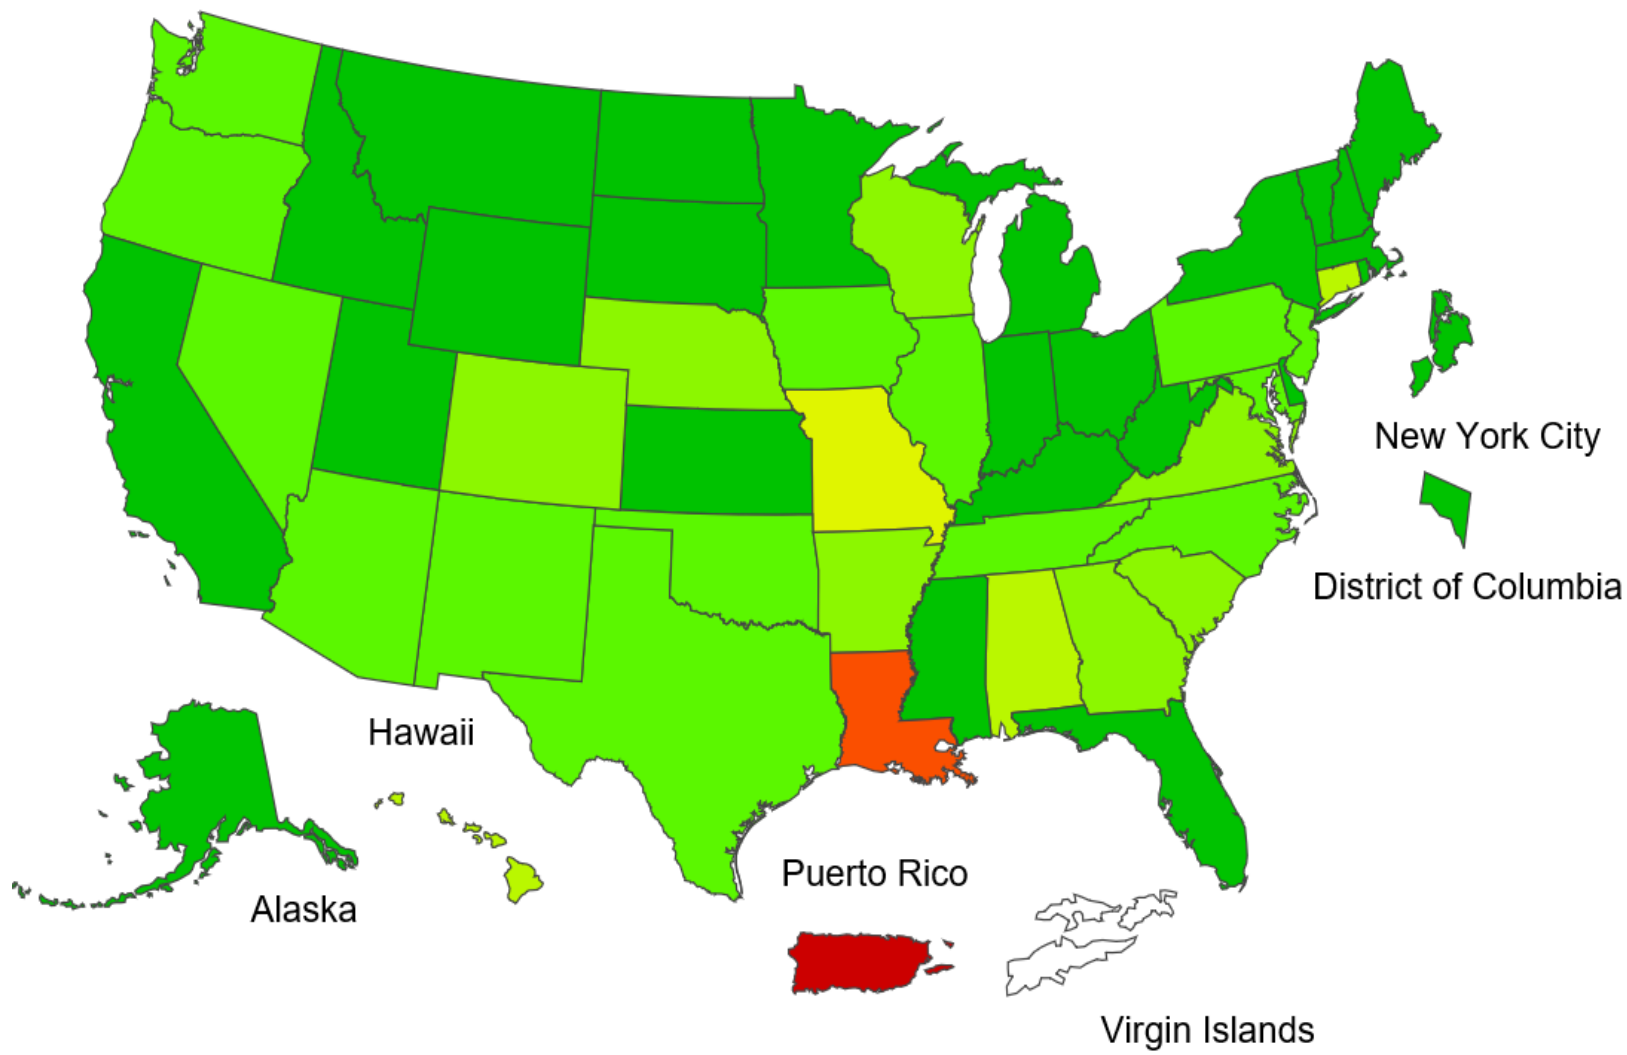 New York City
District of Columbia
Hawaii
Puerto Rico
Alaska
Virgin Islands